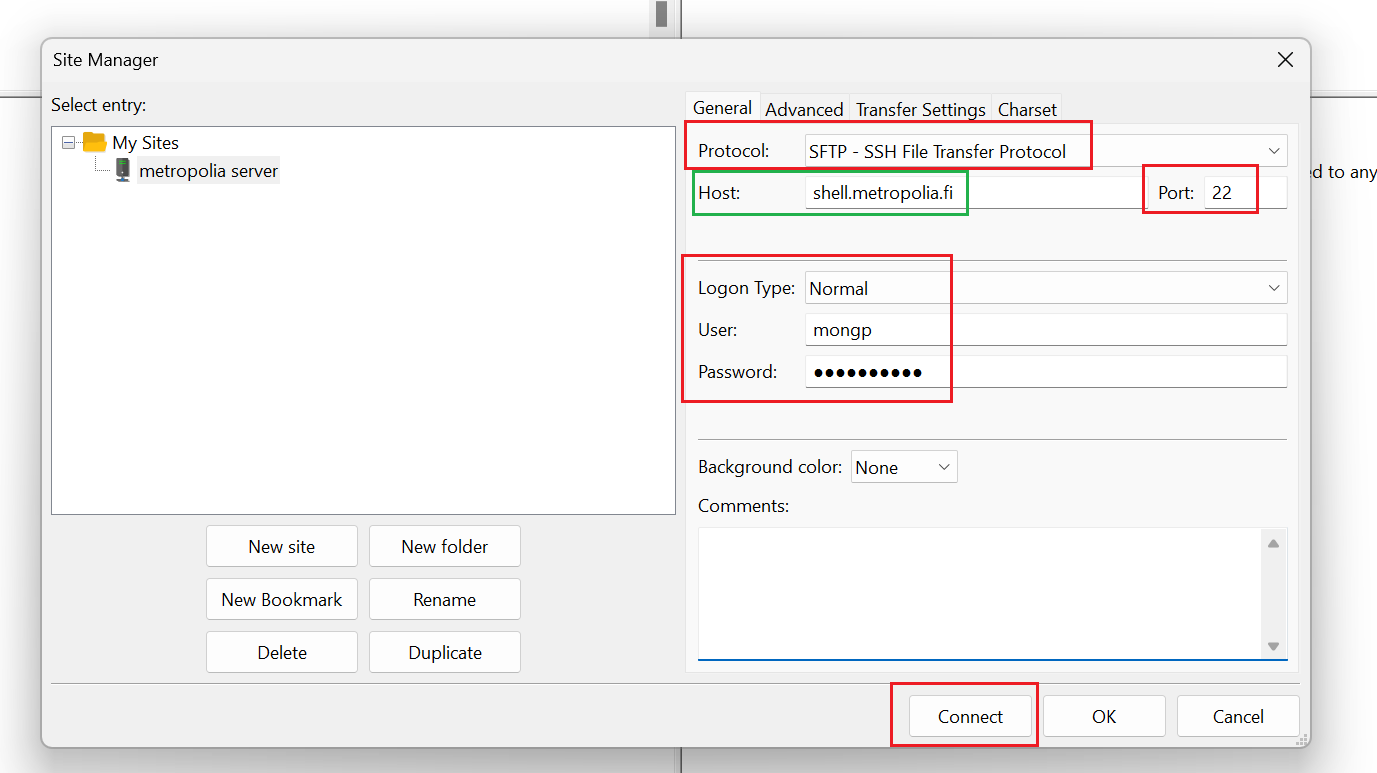 Site Manager
Select entry:
My Sites
metropolia server
New site
New folder
New Bookmark
Rename
Delete
Duplicate
General
Advanced
Transfer Settings
Charset
Protocol:
SFTP - SSH File Transfer Protocol
Host:
shell.metropolia.fi
Port:
22
Logon Type:
Normal
User:
mongp
Password:
●●●●●●●●●●
Background color:
None
Comments:
Connect
OK
Cancel
d to any